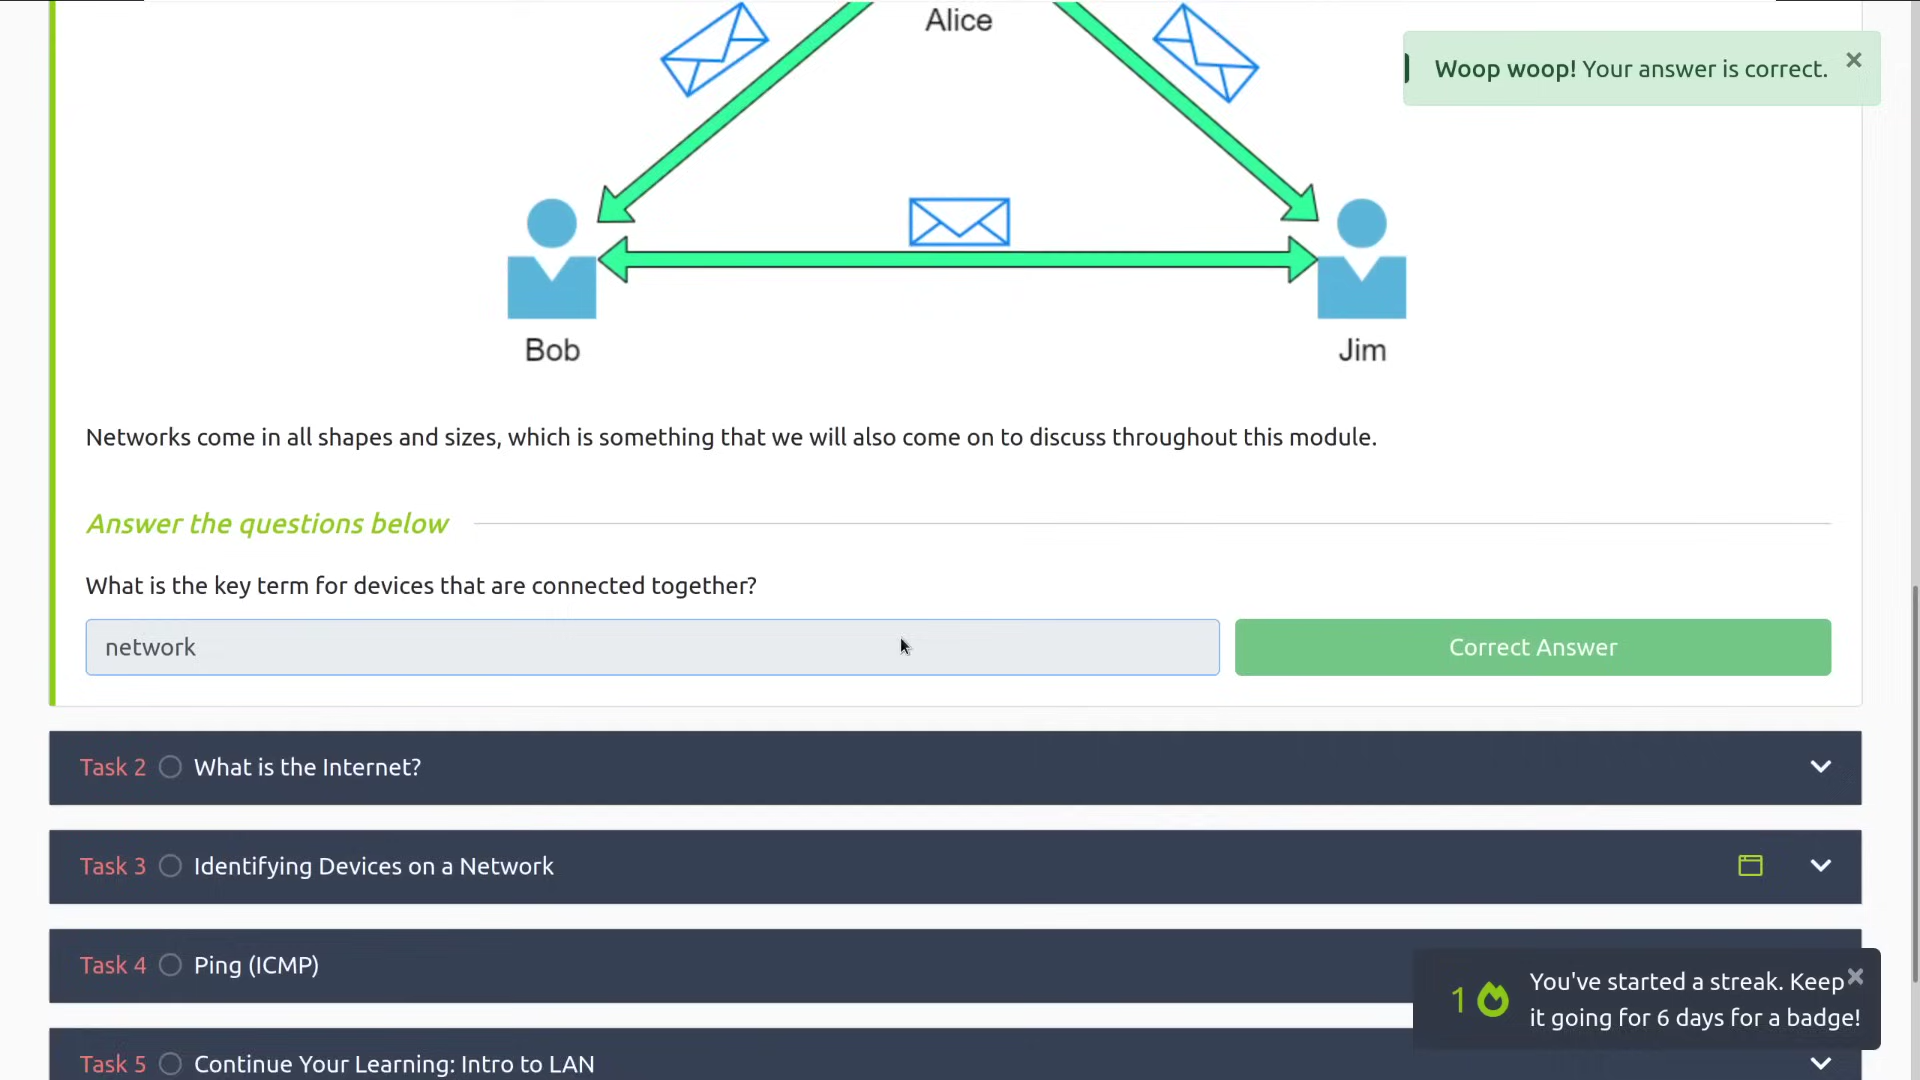 Alice
Woop woop! Your answer is correct.
Bob
Jim
Networks come in all shapes and sizes, which is something that we will also come on to discuss throughout this module.
Answer the questions below
What is the key term for devices that are connected together?
network
Correct Answer
Task 2 What is the Internet?
Task 3 Identifying Devices on a Network
Task 4 Ping (ICMP)
1
You've started a streak. Keep
it going for 6 days for a badge!
Task 5 Continue Your Learning: Intro to LAN